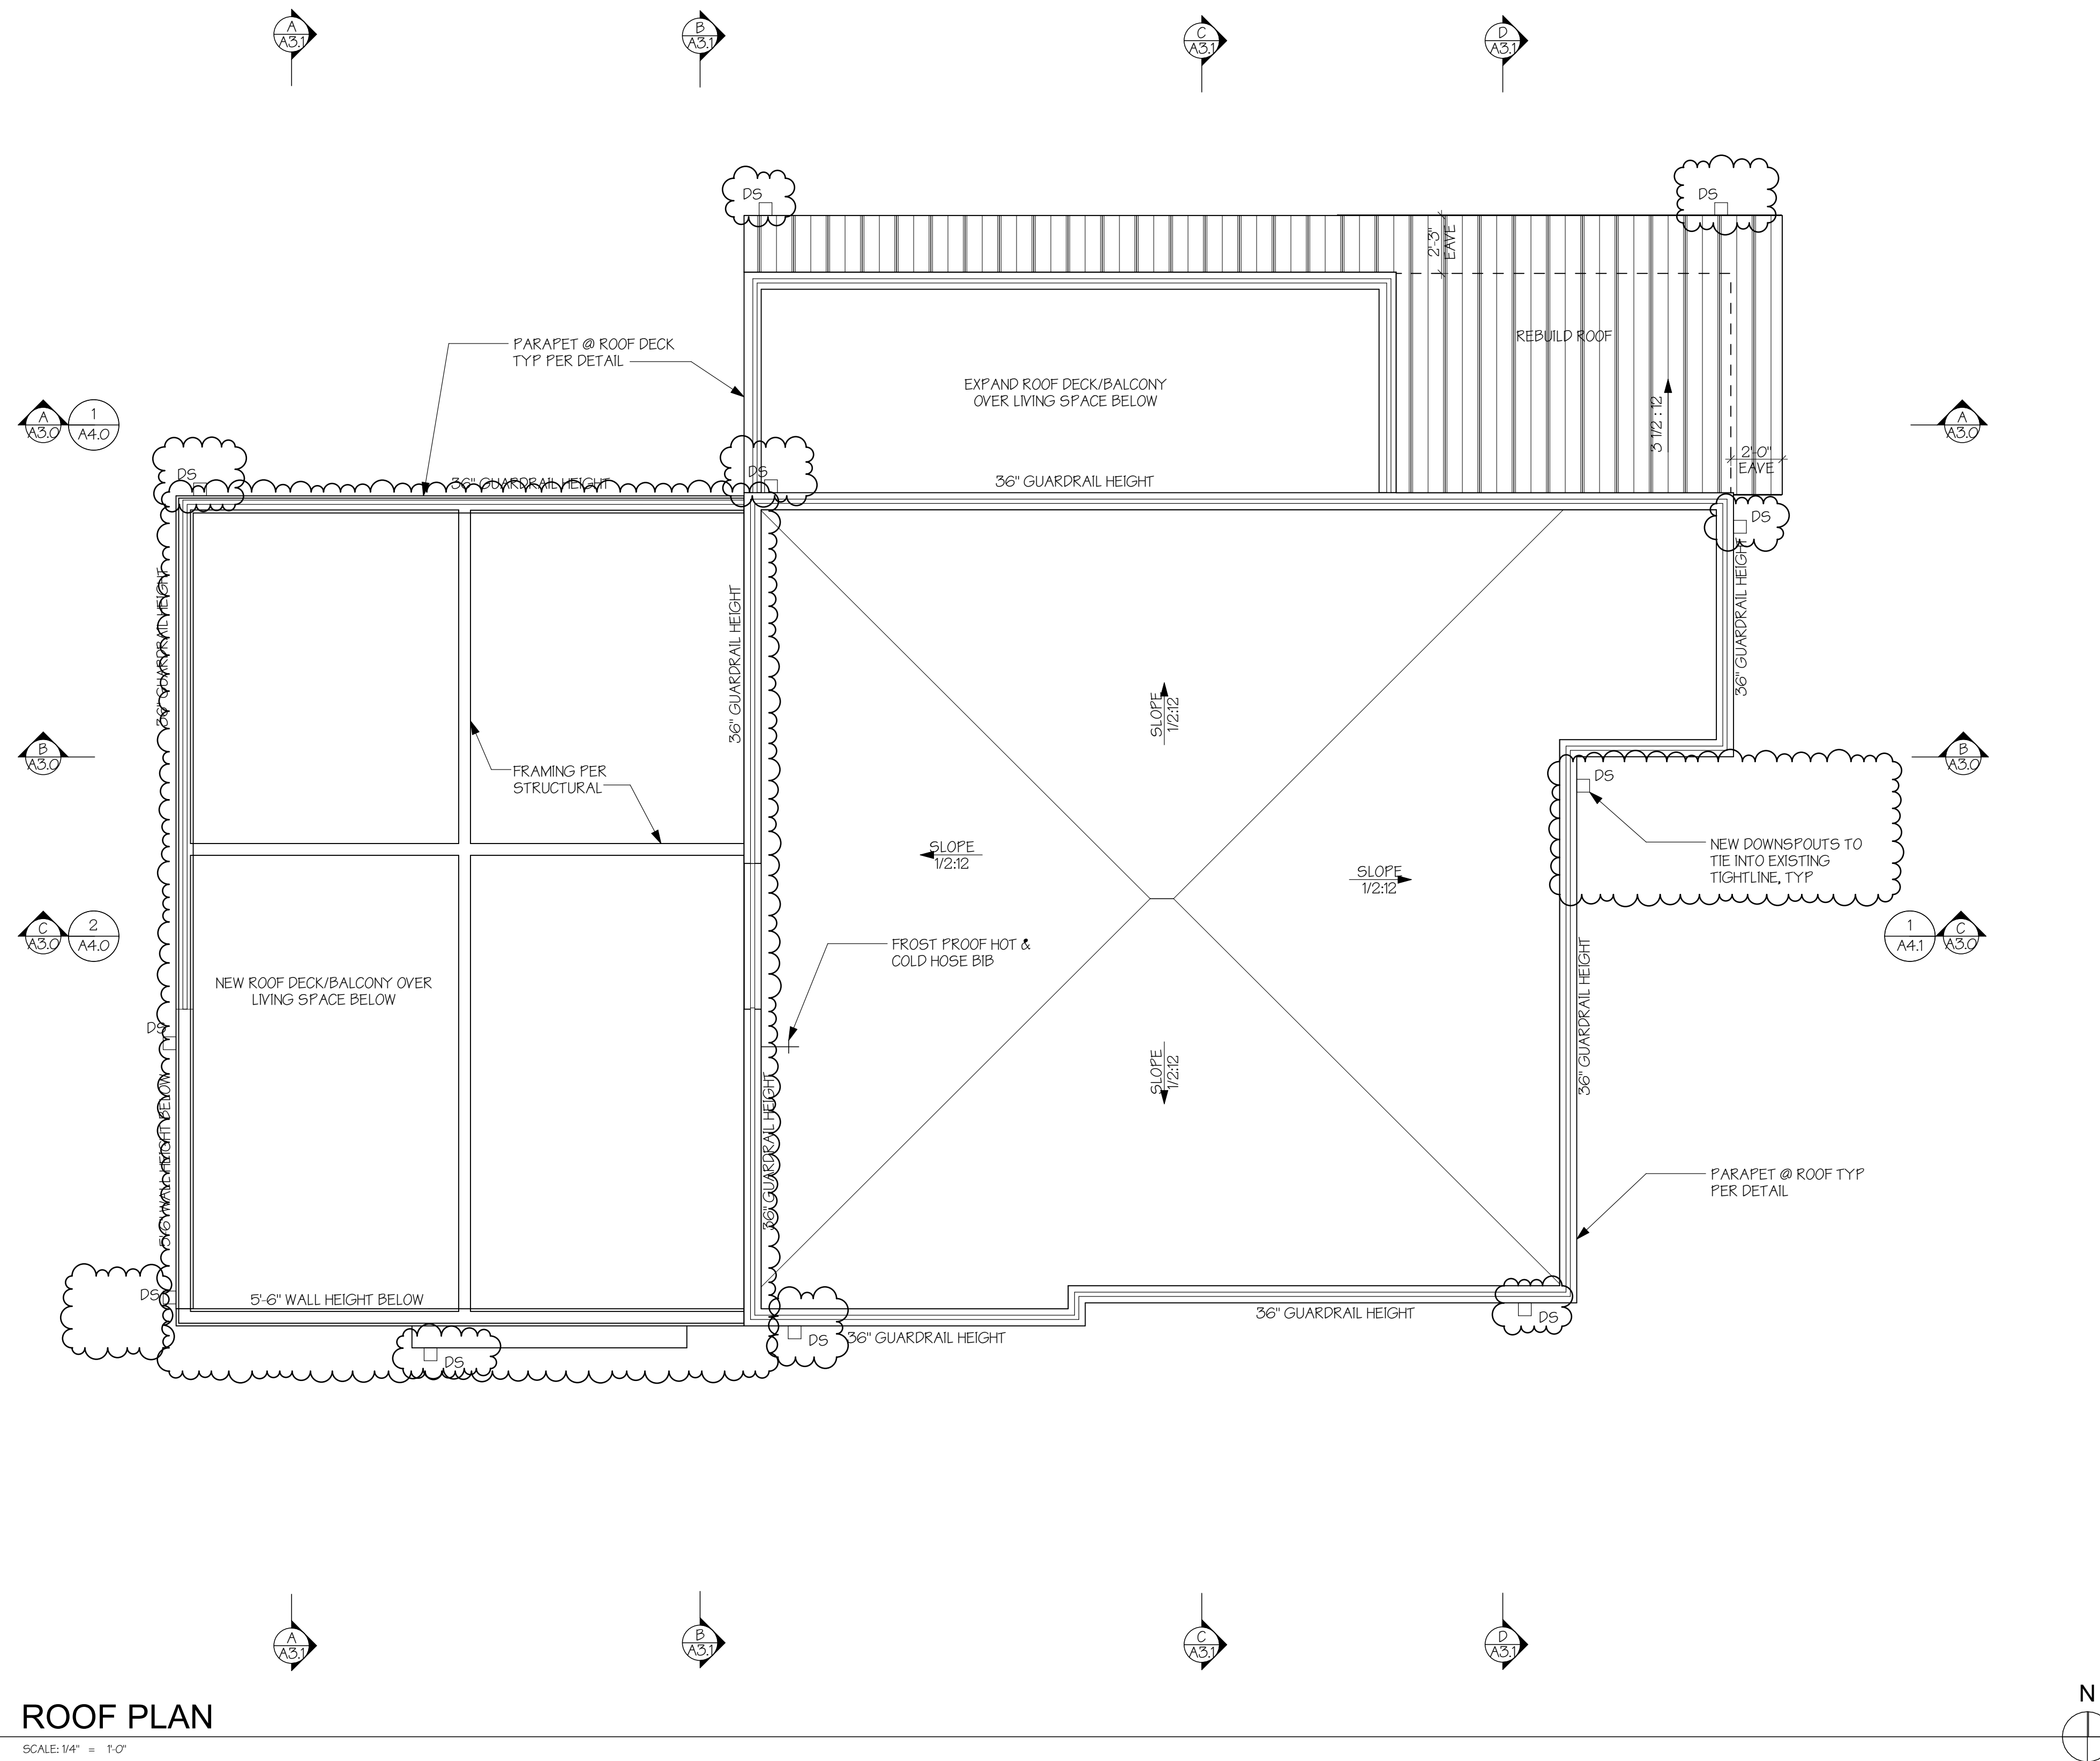 A
A3.1
B
A3.1
C
A3.1
D
A3.1
DS
DS
2'-3"
EAVE
REBUILD ROOF
PARAPET @ ROOF DECK
TYP PER DETAIL
EXPAND ROOF DECK/BALCONY
OVER LIVING SPACE BELOW
3 1/2 : 12
A
A3.0
1
A4.0
A
A3.0
2'-0"
EAVE
DS
36" GUARDRAIL HEIGHT
DS
36" GUARDRAIL HEIGHT
DS
36" GUARDRAIL HEIGHT
36" GUARDRAIL HEIGHT
36" GUARDRAIL HEIGHT
SLOPE
1/2:12
B
A3.0
B
A3.0
FRAMING PER
STRUCTURAL
DS
NEW DOWNSPOUTS TO
TIE INTO EXISTING
TIGHTLINE, TYP
SLOPE
1/2:12
SLOPE
1/2:12
C
A3.0
2
A4.0
1
A4.1
C
A3.0
FROST PROOF HOT &
COLD HOSE BIB
36" GUARDRAIL HEIGHT
NEW ROOF DECK/BALCONY OVER
LIVING SPACE BELOW
DS
SLOPE
1/2:12
5'-6" WALL HEIGHT BELOW
36" GUARDRAIL HEIGHT
PARAPET @ ROOF TYP
PER DETAIL
DS
5'-6" WALL HEIGHT BELOW
36" GUARDRAIL HEIGHT
DS
DS
36" GUARDRAIL HEIGHT
DS
A
A3.1
B
A3.1
C
A3.1
D
A3.1
N
ROOF PLAN
SCALE: 1/4" = 1'-0"